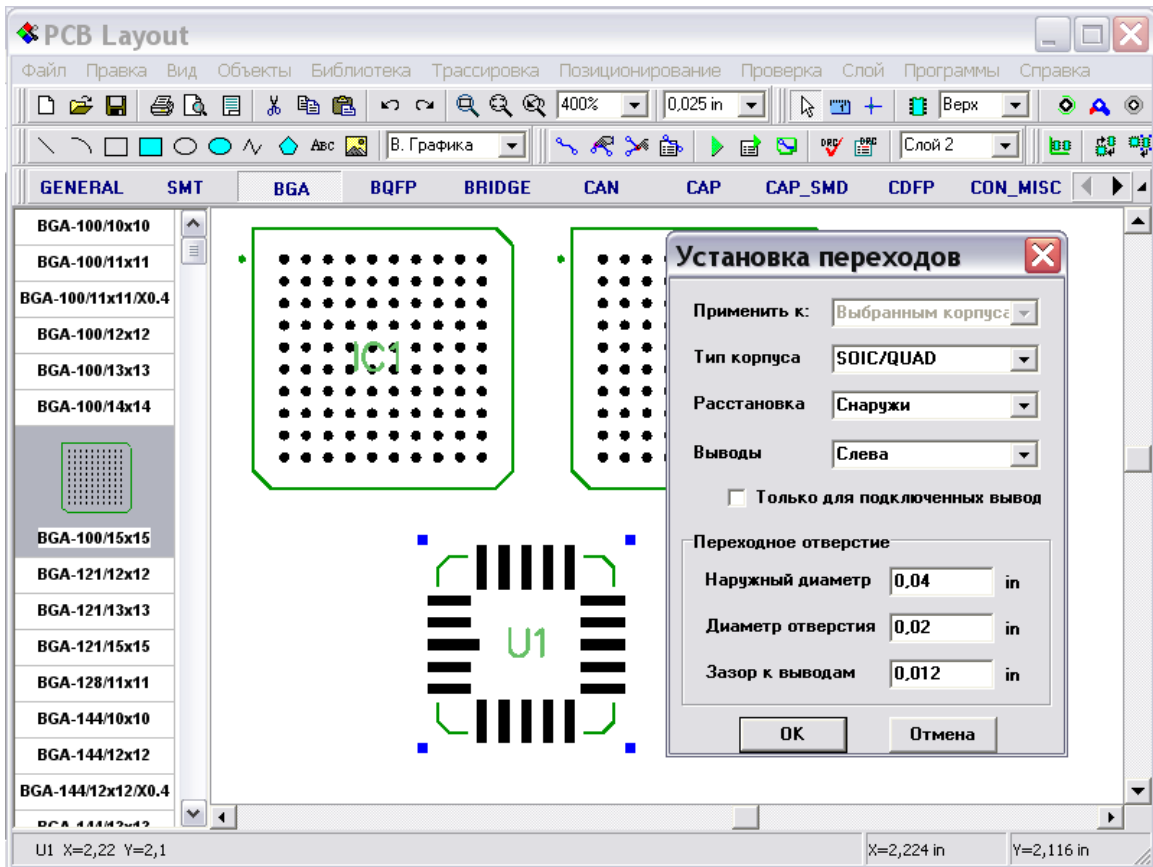 PCB Layout
Файл Правка Вид Объекты Библиотека Трассировка Позиционирование Проверка Слой Программы Справка
400% 0,025 in Верх
ABC В. Графика DRC DRC Слой 2
GENERAL SMT BGA BQFP BRIDGE CAN CAP CAP_SMD CDFP CON_MISC
BGA-100/10x10
BGA-100/11x11
BGA-100/11x11/X0.4
BGA-100/12x12
BGA-100/13x13
BGA-100/14x14
BGA-100/15x15
BGA-121/12x12
BGA-121/13x13
BGA-121/15x15
BGA-128/11x11
BGA-144/10x10
BGA-144/12x12
BGA-144/12x12/X0.4
BGA-144/13x13
IC1
U1
Установка переходов
Применить к: Выбранным корпуса
Тип корпуса SOIC/QUAD
Расстановка Снаружи
Выводы Слева
Только для подключенных вывод
Переходное отверстие
Наружный диаметр 0,04 in
Диаметр отверстия 0,02 in
Зазор к выводам 0,012 in
OK Отмена
U1 X=2,22 Y=2,1 X=2,224 in Y=2,116 in